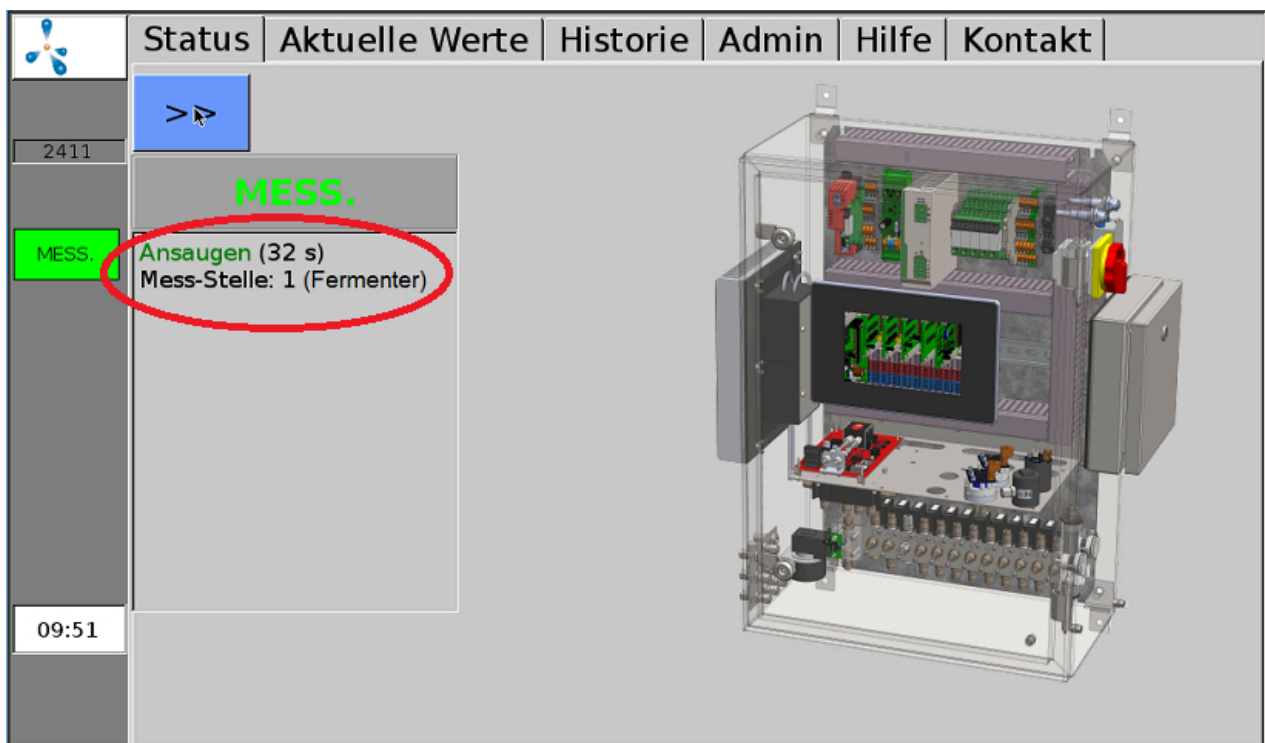 Status Aktuelle Werte Historie Admin Hilfe Kontakt
>>
2411
MESS.
MESS.
Ansaugen (32 s)
Mess-Stelle: 1 (Fermenter)
09:51